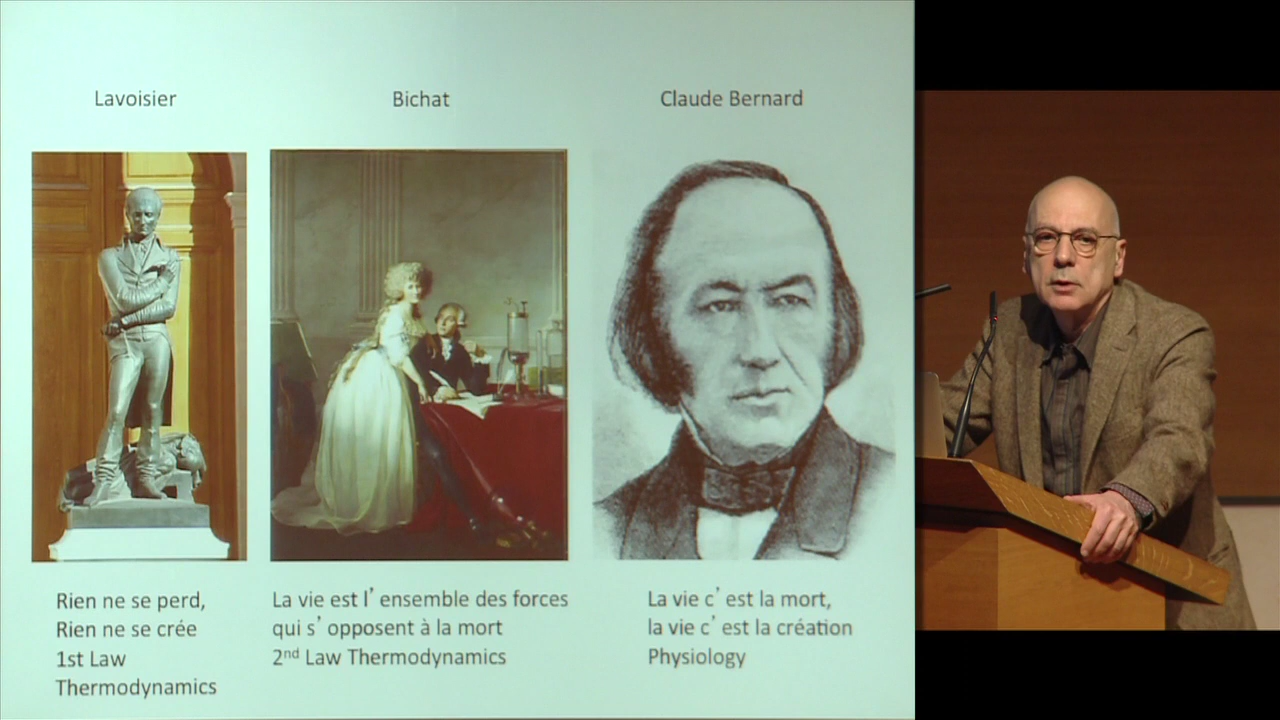 Lavoisier
Bichat
Claude Bernard
Rien ne se perd,
Rien ne se crée
1st Law
Thermodynamics
La vie est l’ensemble des forces
qui s’opposent à la mort
2nd Law Thermodynamics
La vie c’est la mort,
la vie c’est la création
Physiology